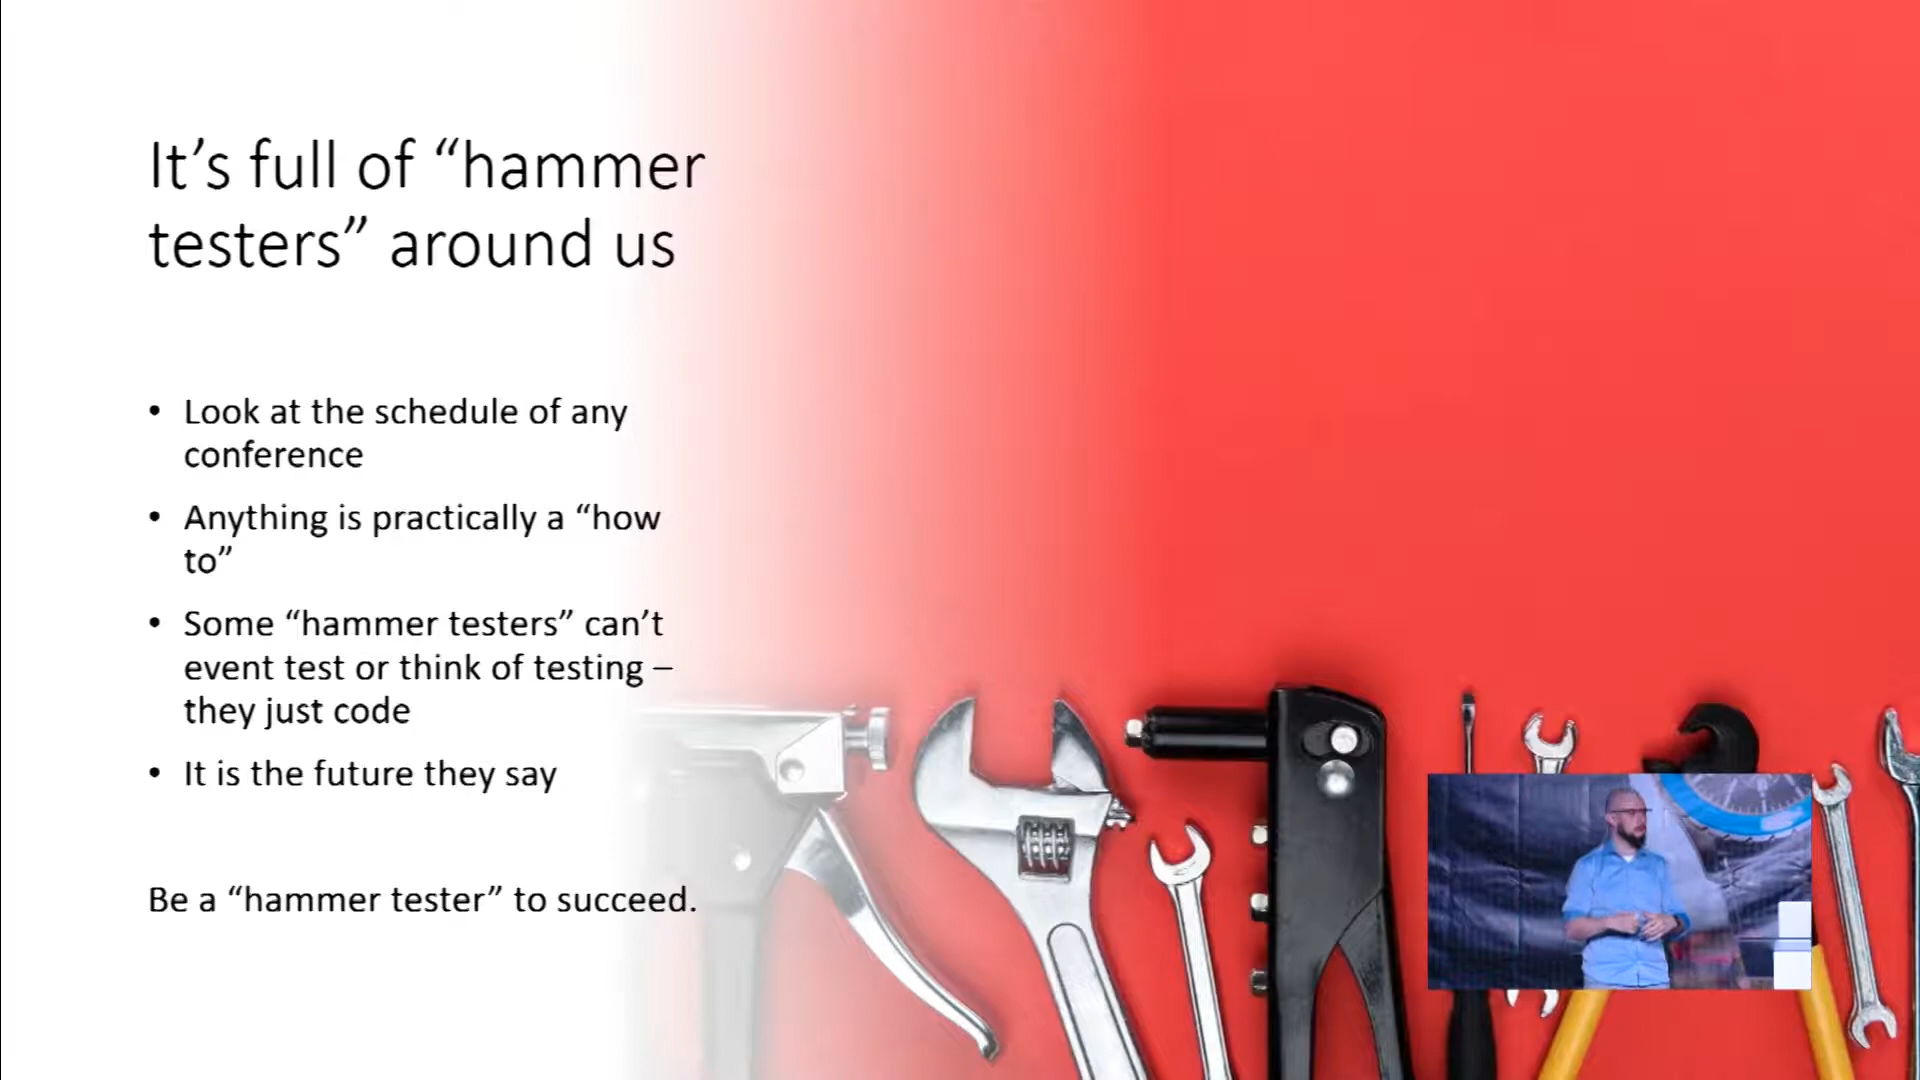 It’s full of “hammer
testers” around us
• Look at the schedule of any
conference
• Anything is practically a “how
to”
• Some “hammer testers” can’t
event test or think of testing –
they just code
• It is the future they say
Be a “hammer tester” to succeed.